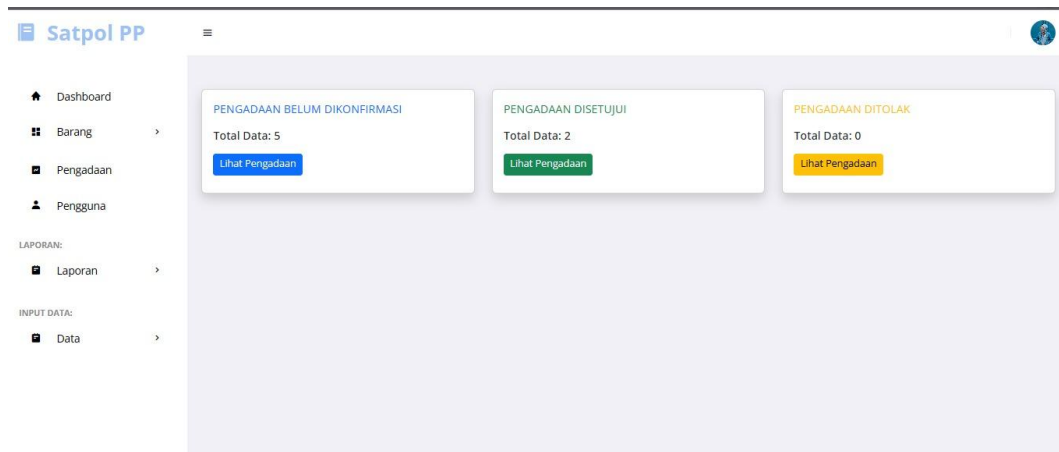 Satpol PP
Dashboard
Barang
Pengadaan
Pengguna
LAPORAN:
Laporan
INPUT DATA:
Data
PENGADAAN BELUM DIKONFIRMASI
Total Data: 5
Lihat Pengadaan
PENGADAAN DISETUJUI
Total Data: 2
Lihat Pengadaan
PENGADAAN DITOLAK
Total Data: 0
Lihat Pengadaan